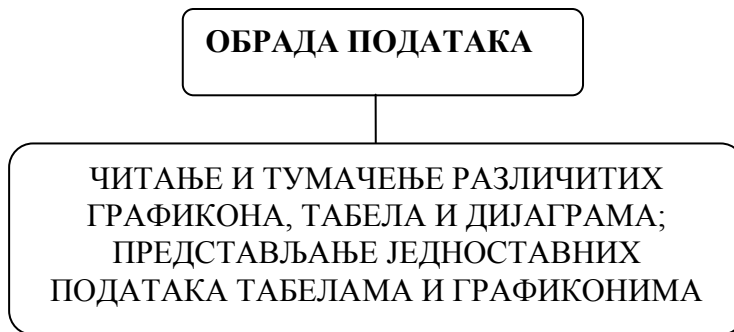 ОБРАДА ПОДАТАКА
ЧИТАЊЕ И ТУМАЧЕЊЕ РАЗЛИЧИТИХ
ГРАФИКОНА, ТАБЕЛА И ДИЈАГРАМА;
ПРЕДСТАВЉАЊЕ ЈЕДНОСТАВНИХ
ПОДАТАКА ТАБЕЛАМА И ГРАФИКОНИМА